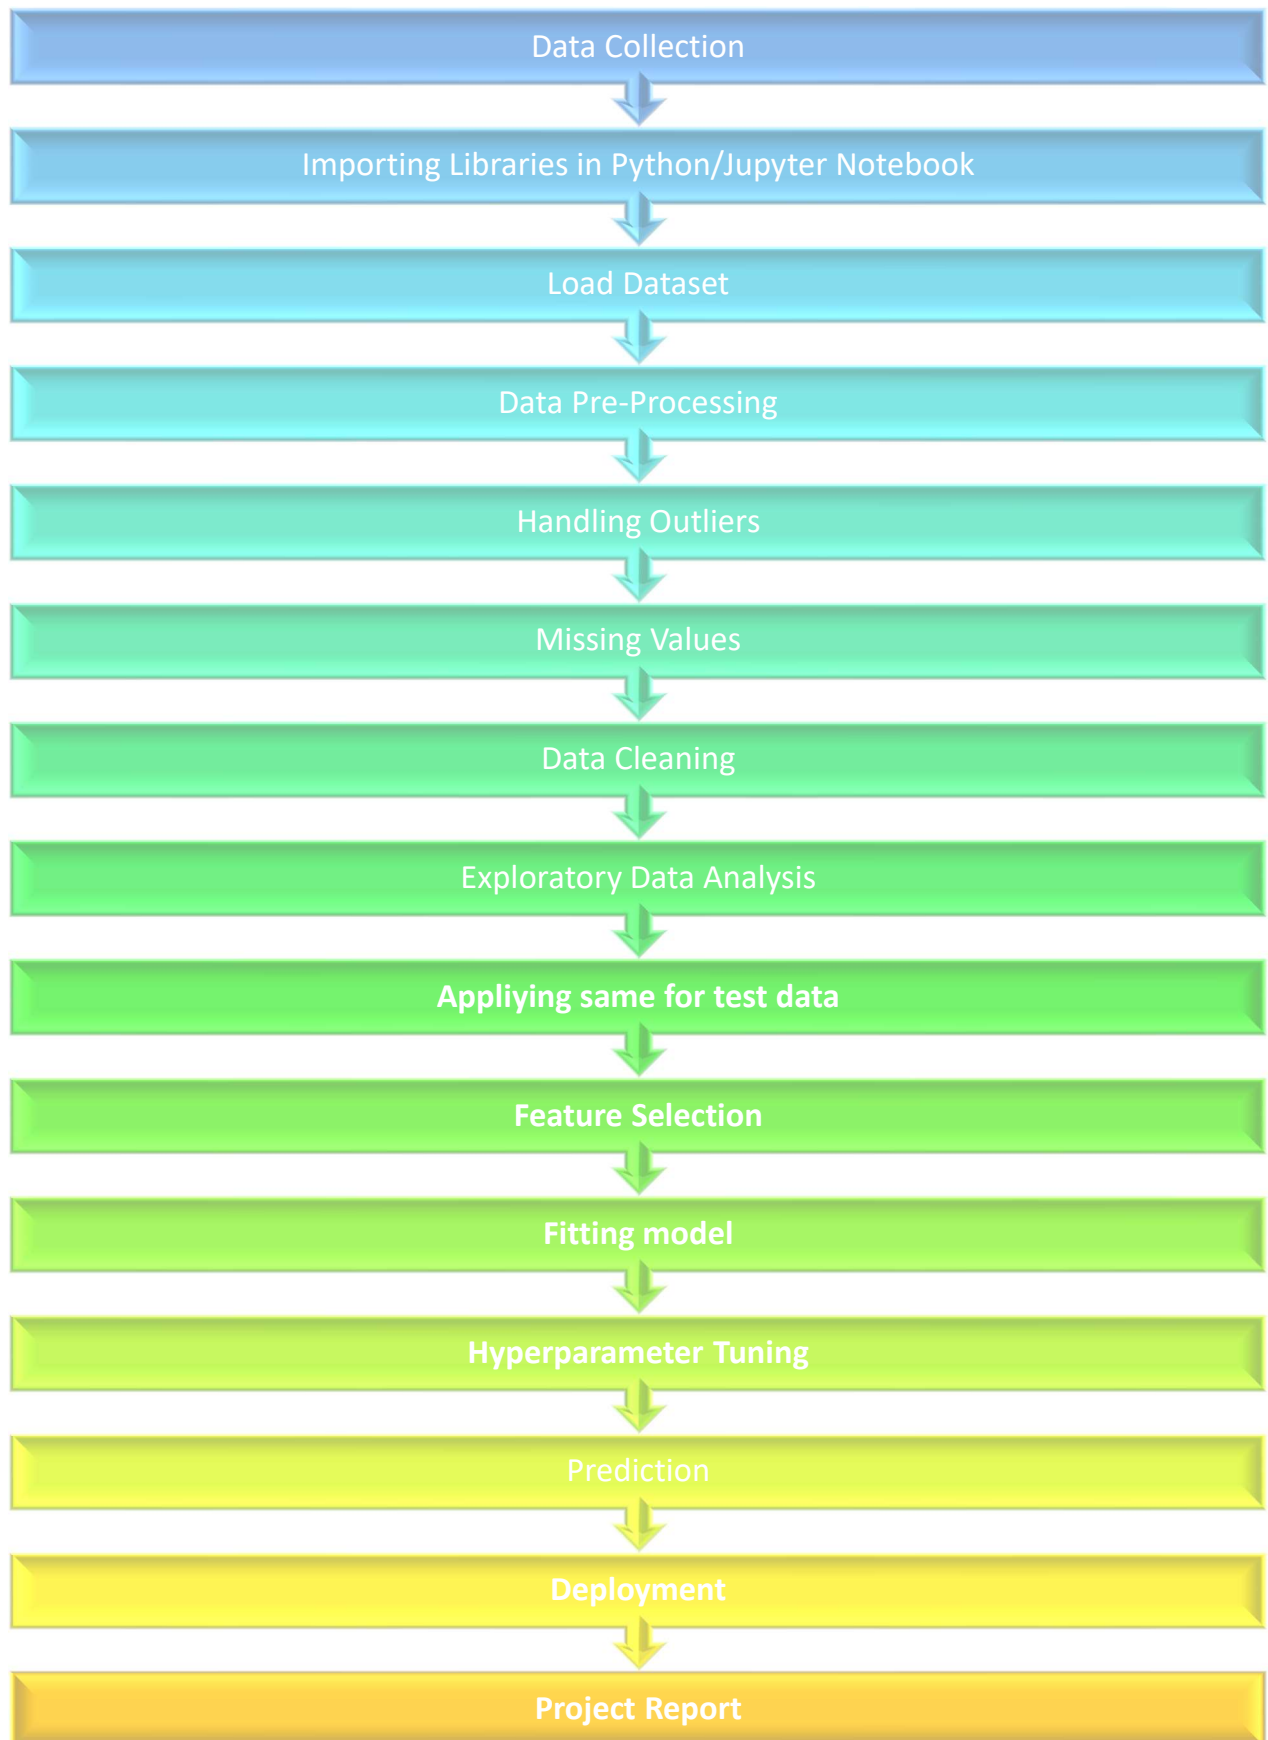 Data Collection
Importing Libraries in Python/Jupyter Notebook
Load Dataset
Data Pre-Processing
Handling Outliers
Missing Values
Data Cleaning
Exploratory Data Analysis
Appliying same for test data
Feature Selection
Fitting model
Hyperparameter Tuning
Prediction
Deployment
Project Report